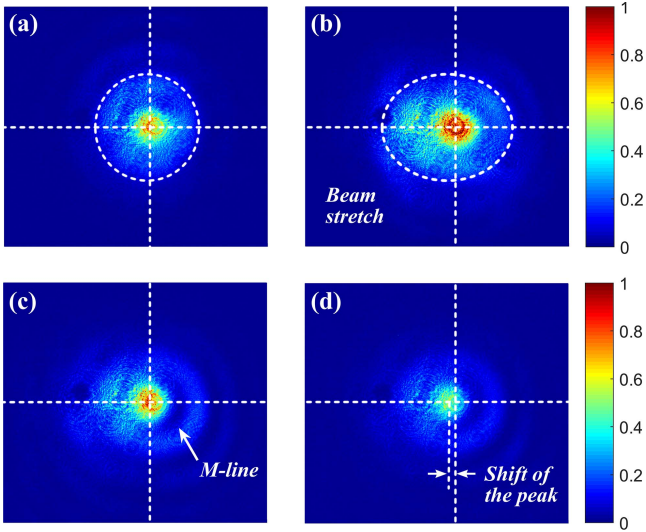 (a)
(b)
Beam
stretch
1
0.8
0.6
0.4
0.2
0
(c)
M-line
(d)
Shift of
the peak
1
0.8
0.6
0.4
0.2
0